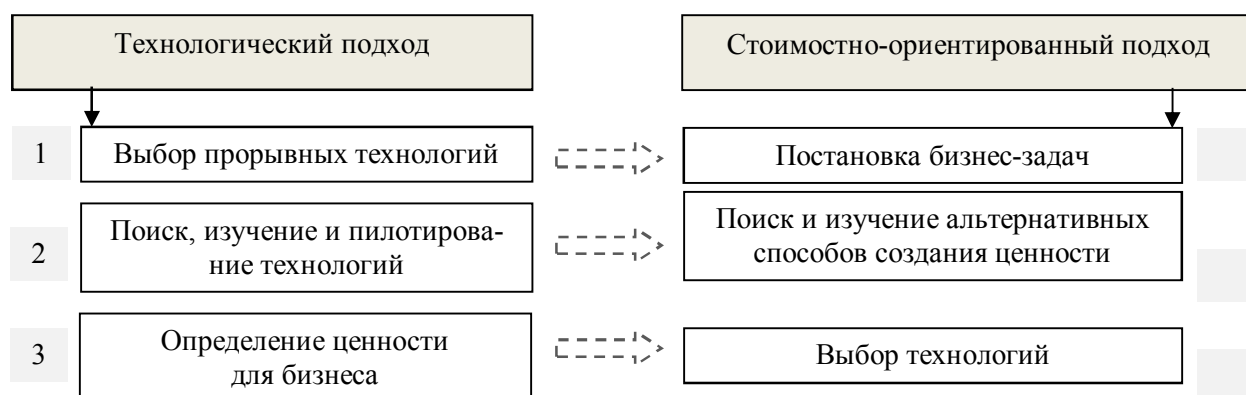 Технологический подход
Стоимостно-ориентированный подход
1
Выбор прорывных технологий
Постановка бизнес-задач
2
Поиск, изучение и пилотирова-
ние технологий
Поиск и изучение альтернативных
способов создания ценности
3
Определение ценности
для бизнеса
Выбор технологий